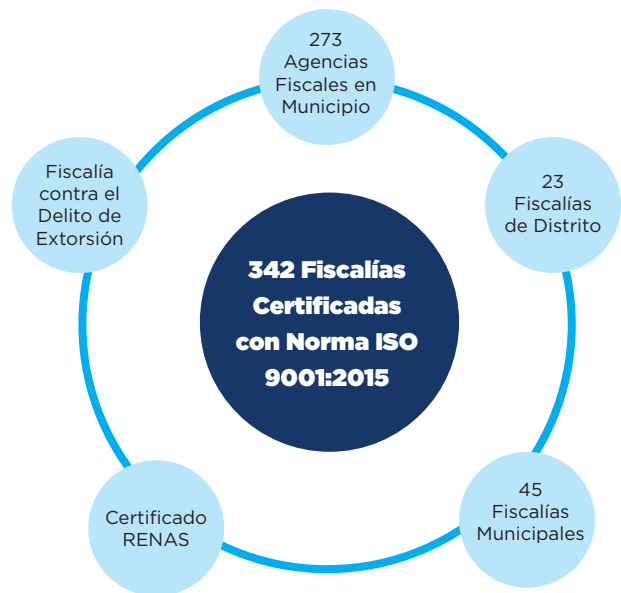 273
Agencias
Fiscales en
Municipio
Fiscalía
contra el
Delito de
Extorsión
23
Fiscalías
de Distrito
342 Fiscalías
Certificadas
con Norma ISO
9001:2015
Certificado
RENAS
45
Fiscalías
Municipales